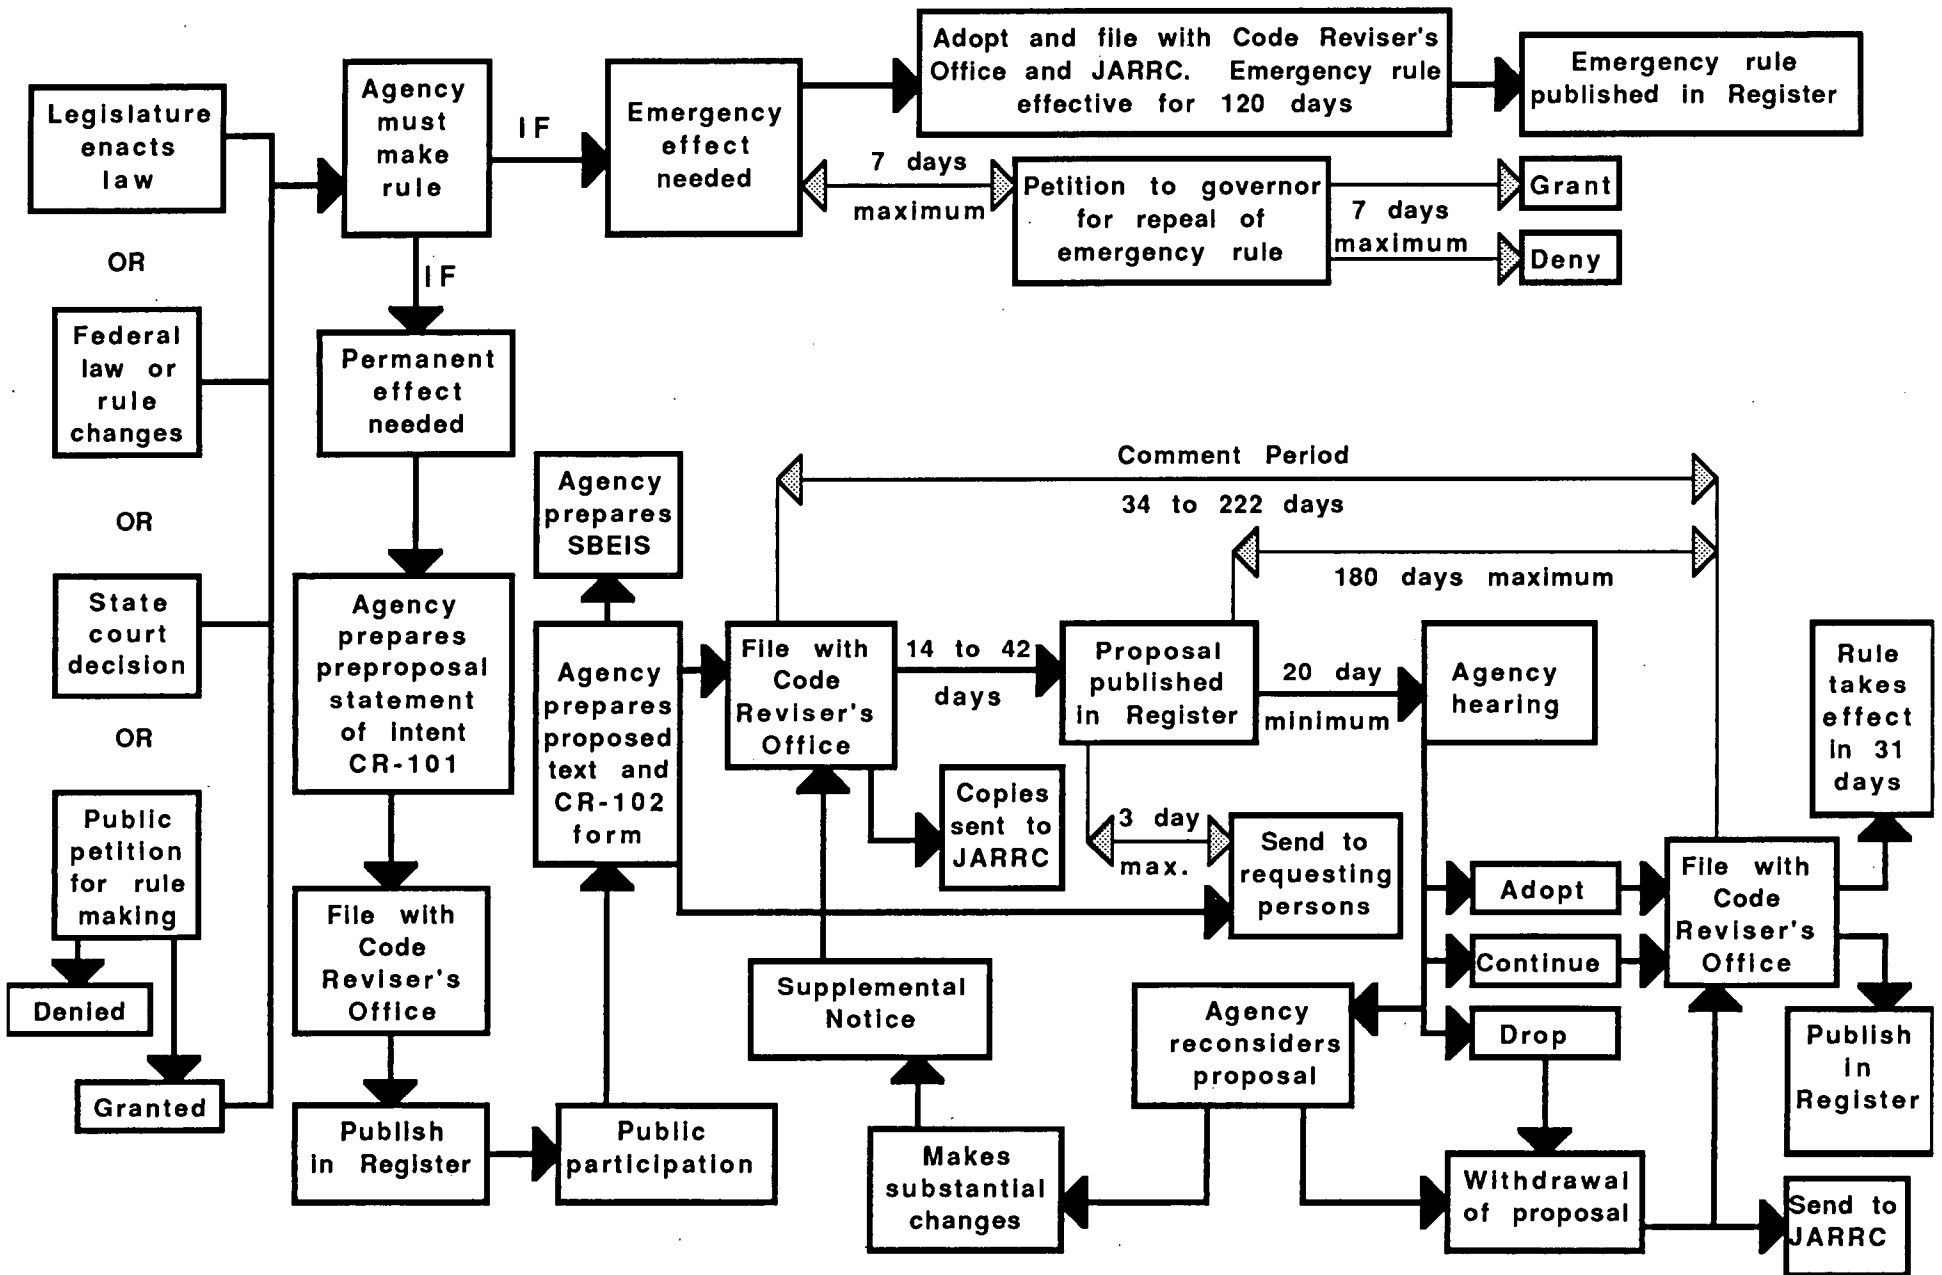 Legislature
enacts
law
OR
Federal
law or
rule
changes
OR
State
court
decision
OR
Public
petition
for rule
making
Denied
Granted
Agency
must
make
rule
IF
Emergency
effect
needed
Adopt and file with Code Reviser's
Office and JARRC. Emergency rule
effective for 120 days
Emergency rule
published in Register
7 days
maximum
Petition to governor
for repeal of
emergency rule
7 days
maximum
Grant
Deny
IF
Permanent
effect
needed
Agency
prepares
preproposal
statement
of intent
CR-101
File with
Code
Reviser's
Office
Publish
in Register
Public
participation
Agency
prepares
SBEIS
Agency
prepares
proposed
text and
CR-102
form
File with
Code
Reviser's
Office
14 to 42
days
Copies
sent to
JARRC
Comment Period
34 to 222 days
180 days maximum
Proposal
published
in Register
20 day
minimum
Agency
hearing
3 day
max.
Send to
requesting
persons
Supplemental
Notice
Makes
substantial
changes
Agency
reconsiders
proposal
Adopt
Continue
Drop
Withdrawal
of proposal
File with
Code
Reviser's
Office
Rule
takes
effect
in 31
days
Publish
in
Register
Send to
JARRC